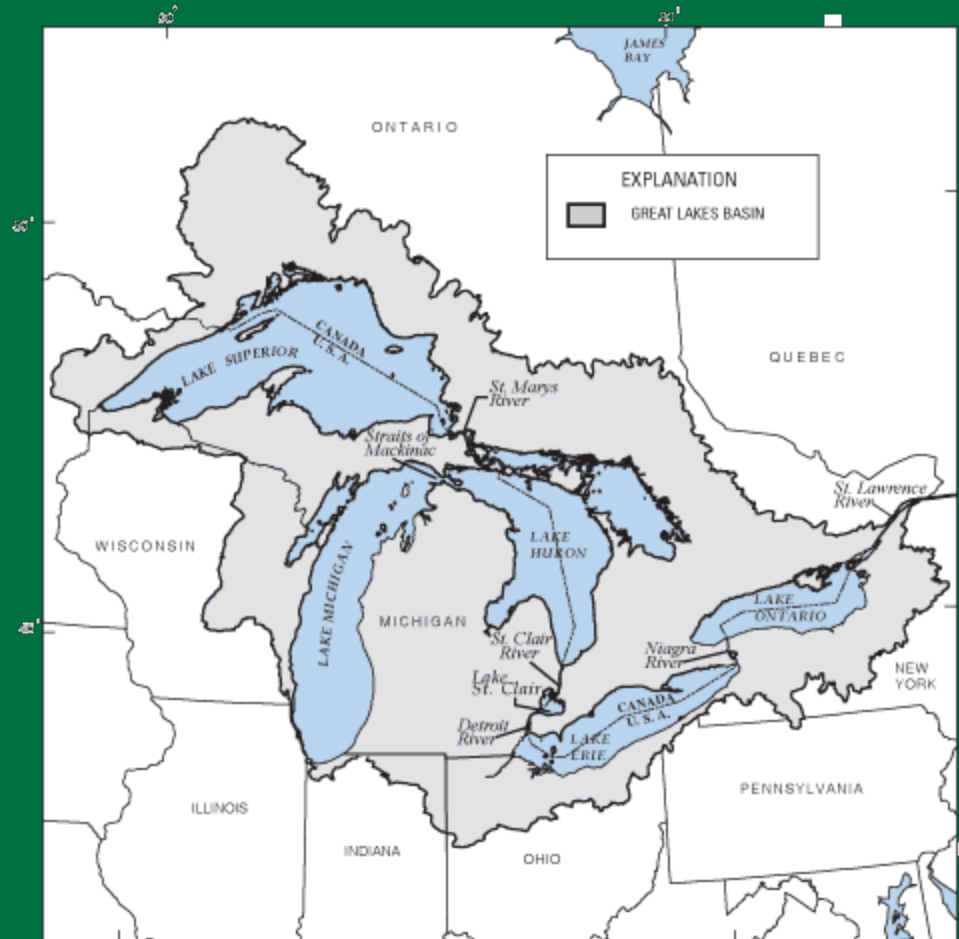 JAMES
BAY
ONTARIO
EXPLANATION
GREAT LAKES BASIN
CANADA
U.S.A.
LAKE SUPERIOR
QUEBEC
St. Marys
River
Straits of
Mackinac
St. Lawrence
River
WISCONSIN
LAKE
HURON
LAKE MICHIGAN
MICHIGAN
LAKE
ONTARIO
St. Clair
River
Niagra
River
NEW
YORK
Lake
St. Clair
CANADA
U.S.A.
Detroit
River
LAKE
ERIE
PENNSYLVANIA
ILLINOIS
INDIANA
OHIO